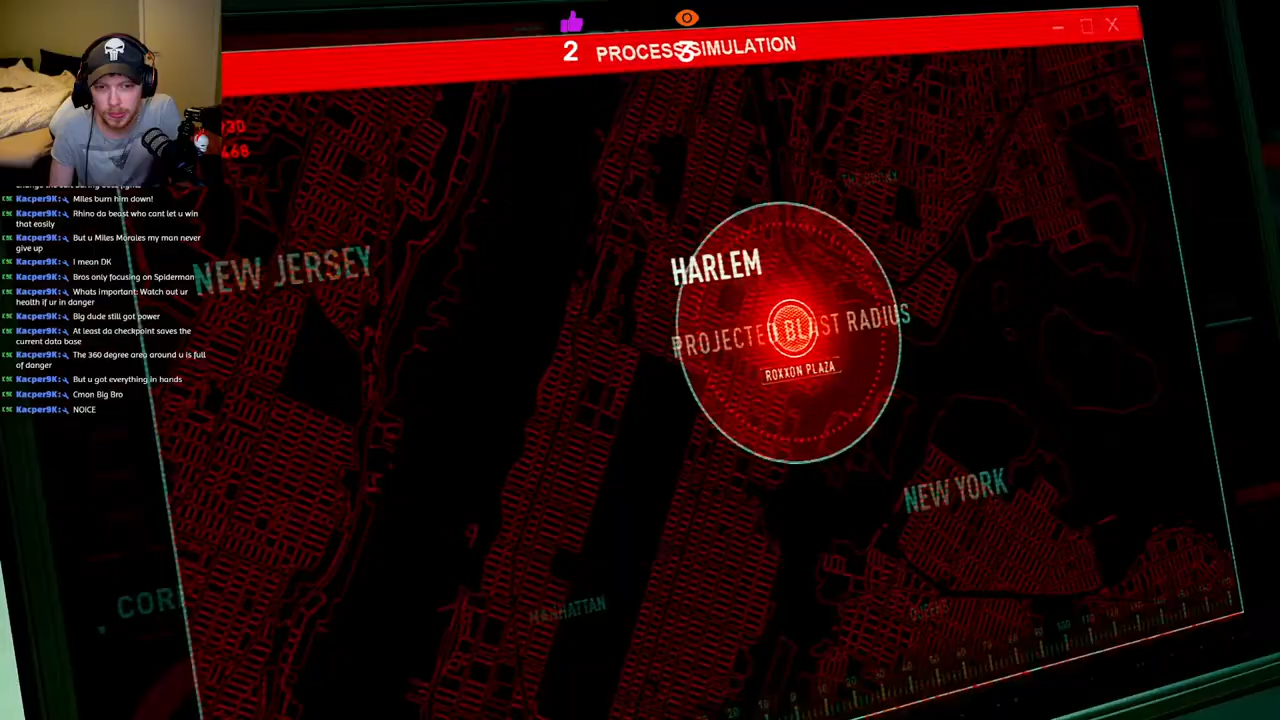 2
3
PROCESS SIMULATION
Kacper9K: Miles burn him down!
Kacper9K: Rhino da beast who cant let u win
that easily
Kacper9K: But u Miles Morales my man never
give up
Kacper9K: I mean DK
Kacper9K: Bros only focusing on Spiderman
Kacper9K: Whats important: Watch out ur
health if ur in danger
Kacper9K: Big dude still got power
Kacper9K: At least da checkpoint saves the
current data base
Kacper9K: The 360 degree area around u is full
of danger
Kacper9K: But u got everything in hands
Kacper9K: Cmon Big Bro
Kacper9K: NOICE
NEW JERSEY
HARLEM
PROJECTED BLAST RADIUS
ROXXON PLAZA
NEW YORK
MANHATTAN
QUEENS